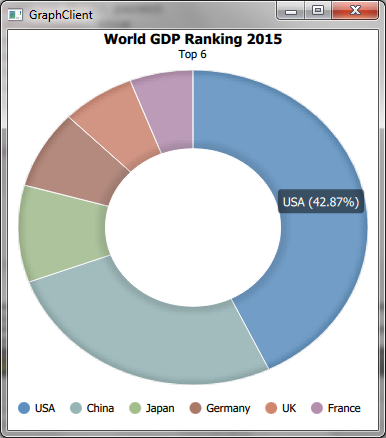 GraphClient
World GDP Ranking 2015
Top 6
USA (42.87%)
USA China Japan Germany UK France